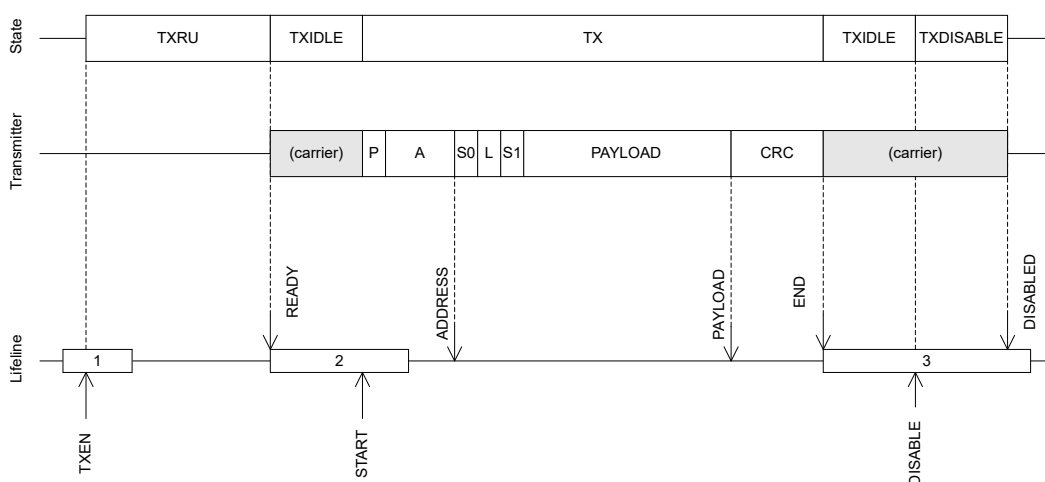 State
TXRU
TXIDLE
TX
TXIDLE
TXDISABLE
Transmitter
(carrier)
P
A
S0
L
S1
PAYLOAD
CRC
(carrier)
READY
ADDRESS
PAYLOAD
END
DISABLED
Lifeline
1
2
3
TXEN
START
DISABLE